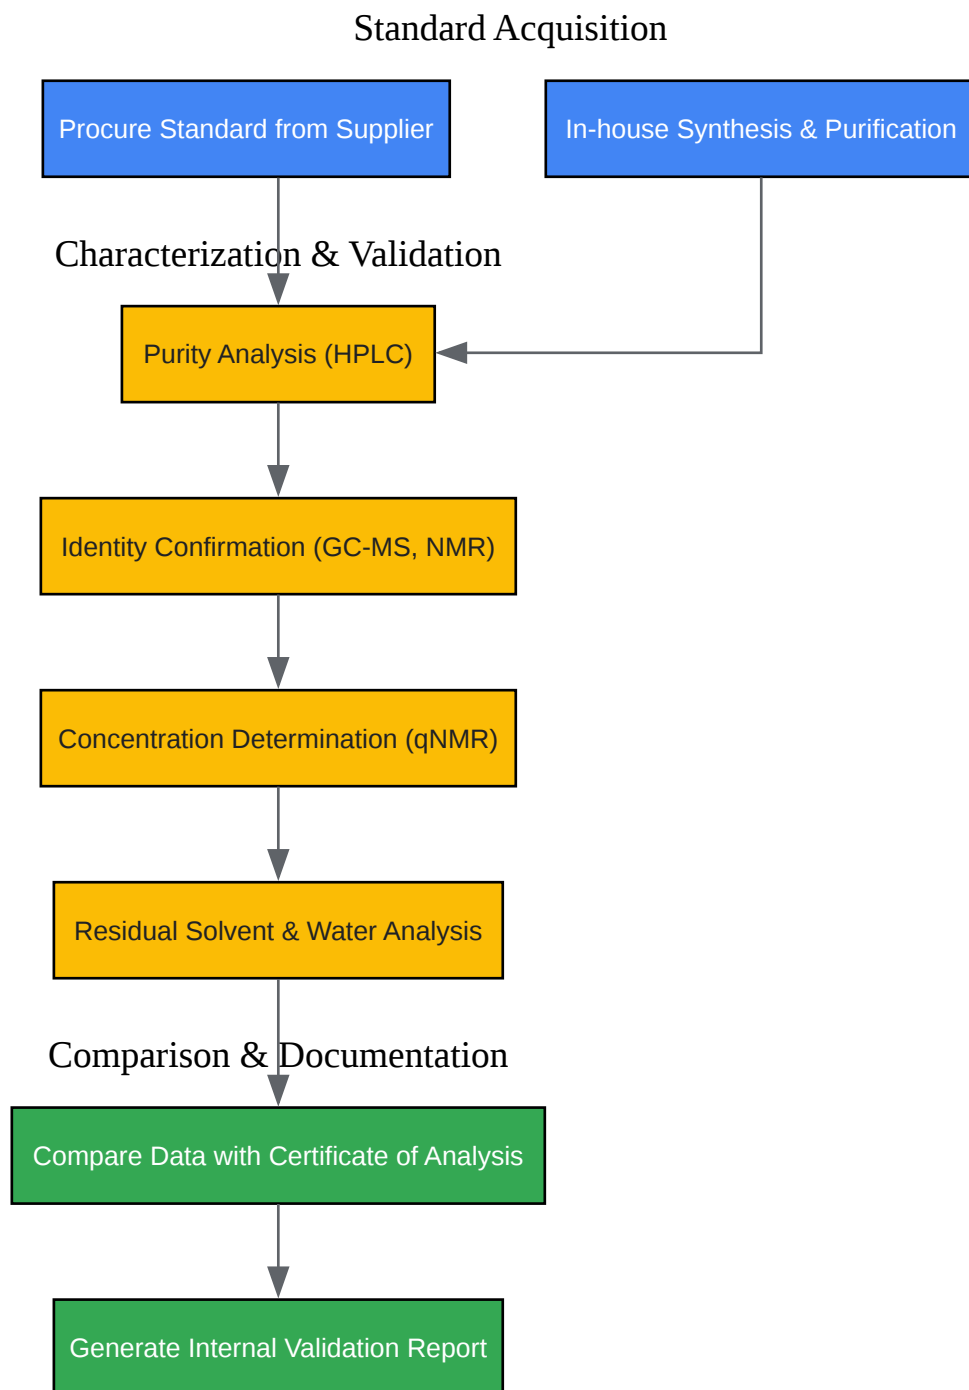 Standard Acquisition
Procure Standard from Supplier
In-house Synthesis & Purification
Characterization & Validation
Purity Analysis (HPLC)
Identity Confirmation (GC-MS, NMR)
Concentration Determination (qNMR)
Residual Solvent & Water Analysis
Comparison & Documentation
Compare Data with Certificate of Analysis
Generate Internal Validation Report